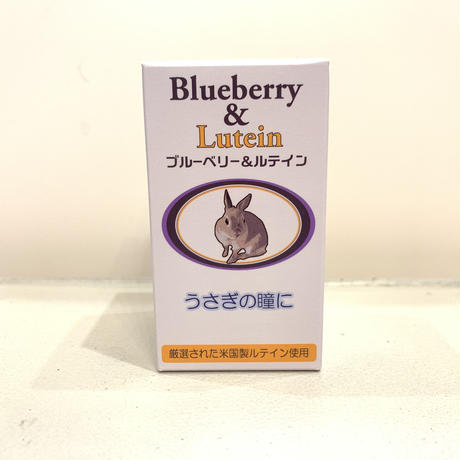 Blueberry
&
Lutein
ブルーベリー&ルテイン
うさぎの瞳に
厳選された米国製ルテイン使用